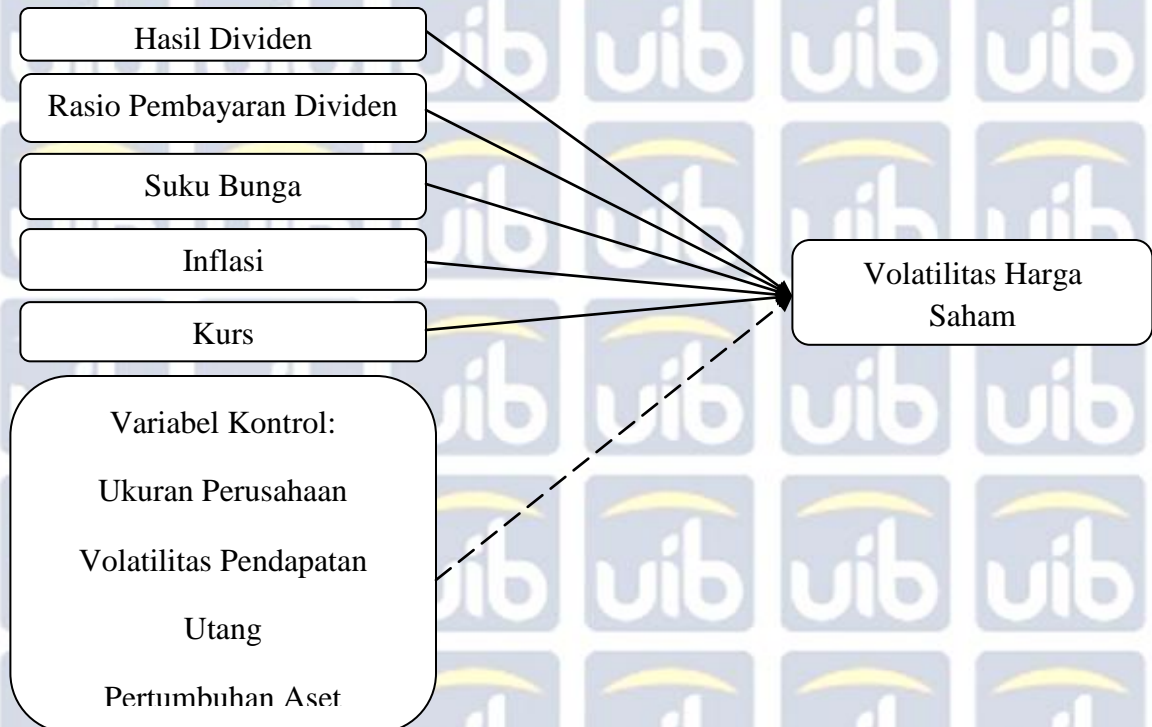 Hasil Dividen
Rasio Pembayaran Dividen
Suku Bunga
Inflasi
Kurs
Variabel Kontrol:
Ukuran Perusahaan
Volatilitas Pendapatan
Utang
Pertumbuhan Aset
Volatilitas Harga
Saham
uib